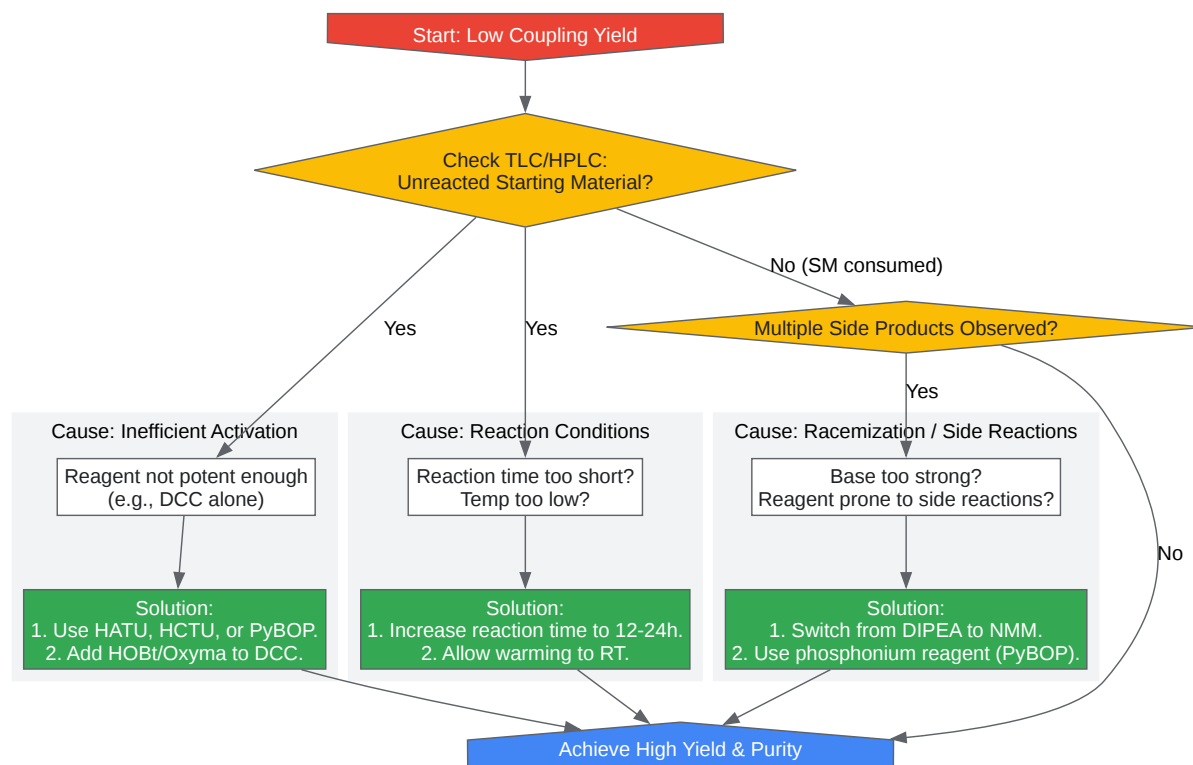 Start: Low Coupling Yield
Check TLC/HPLC:
Unreacted Starting Material?
No (SM consumed)
Yes
Yes
Multiple Side Products Observed?
Yes
No
Cause: Inefficient Activation
Reagent not potent enough
(e.g., DCC alone)
Solution:
1. Use HATU, HCTU, or PyBOP.
2. Add HOBt/Oxyma to DCC.
Cause: Reaction Conditions
Reaction time too short?
Temp too low?
Solution:
1. Increase reaction time to 12-24h.
2. Allow warming to RT.
Cause: Racemization / Side Reactions
Base too strong?
Reagent prone to side reactions?
Solution:
1. Switch from DIPEA to NMM.
2. Use phosphonium reagent (PyBOP).
Achieve High Yield & Purity